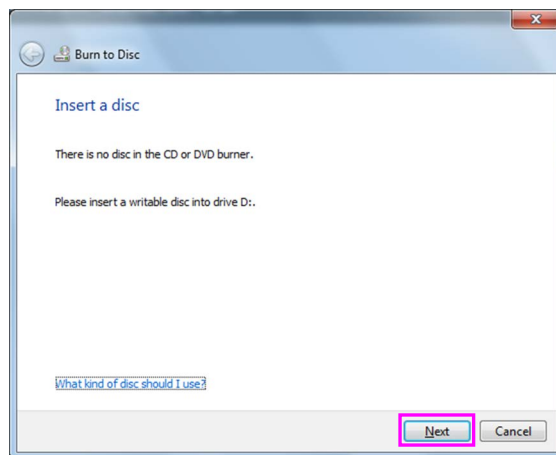 Burn to Disc
Insert a disc
There is no disc in the CD or DVD burner.
Please insert a writable disc into drive D:.
What kind of disc should I use?
Next Cancel